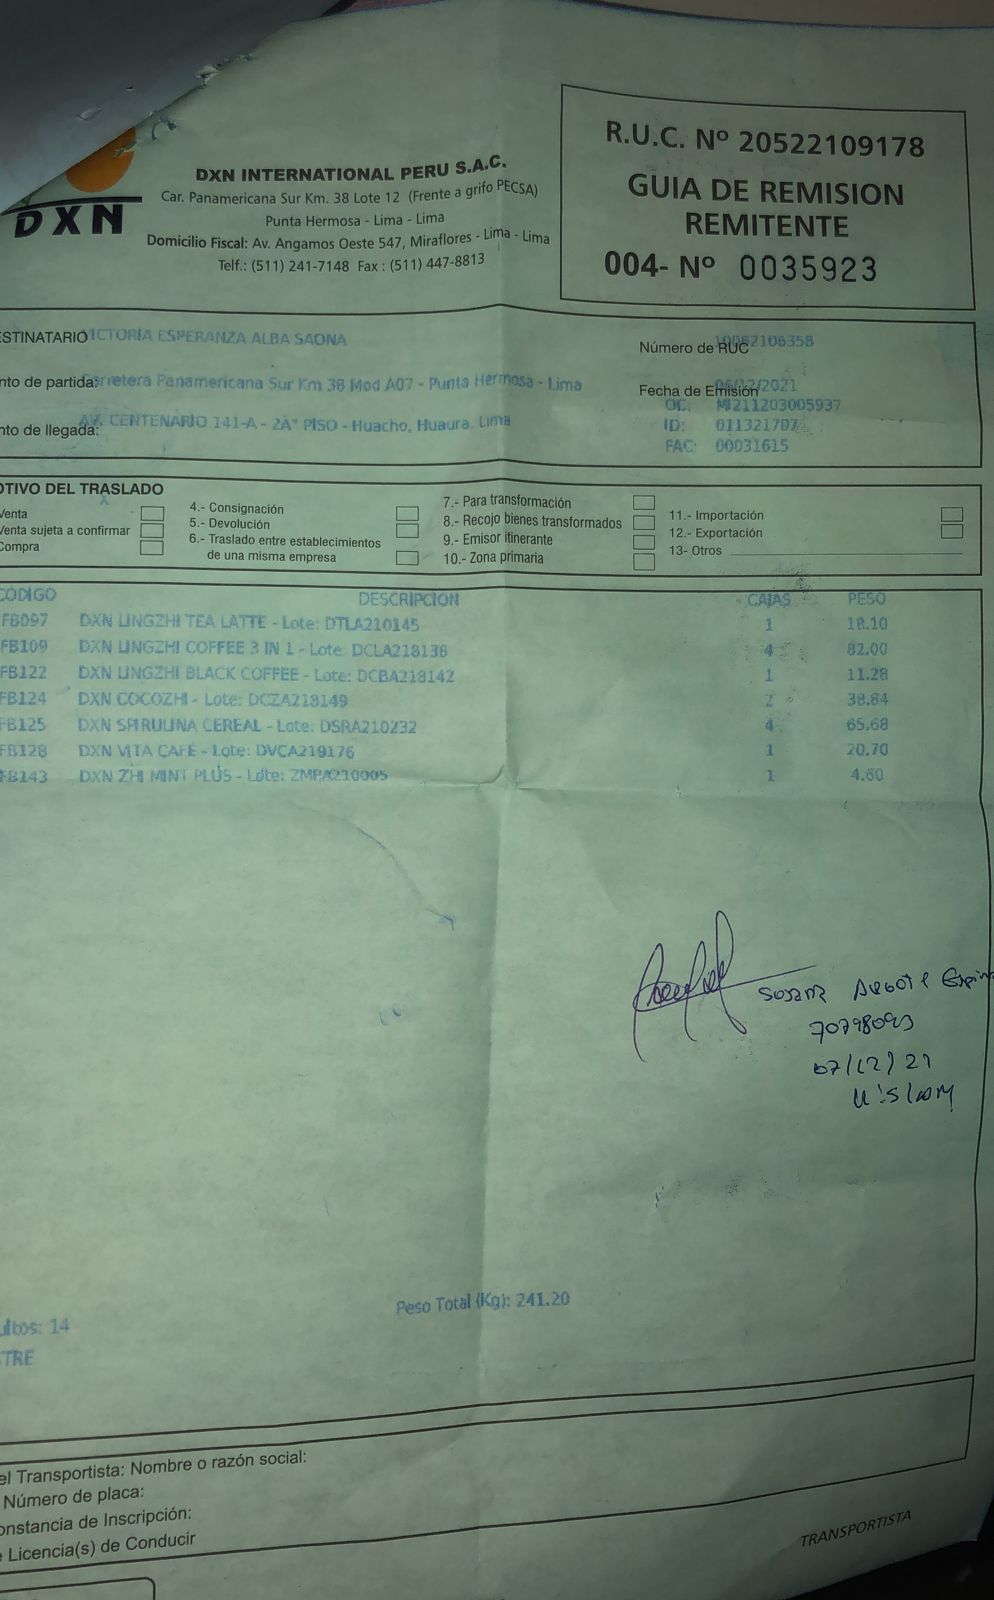 DXN
DXN INTERNATIONAL PERU S.A.C.
Car. Panamericana Sur Km. 38 Lote 12 (Frente a grifo PECSA)
Punta Hermosa - Lima - Lima
Domicilio Fiscal: Av. Angamos Oeste 547, Miraflores - Lima - Lima
Telf.: (511) 241-7148 Fax : (511) 447-8813
R.U.C. Nº 20522109178
GUIA DE REMISION
REMITENTE
004- Nº 0035923
ESTINATARIO ICTORIA ESPERANZA ALBA SAONA
Número de RUC 2106358
nto de partida: Carretera Panamericana Sur Km 38 Mod A07 - Punta Hermosa - Lima
Fecha de Emisión 06/12/2021
OC: MI211203005937
nto de llegada: AV. CENTENARIO 141-A - 2A° PISO - Huacho, Huaura, Lima
ID: 011321707
FAC: 00031615
OTIVO DEL TRASLADO
Venta
Venta sujeta a confirmar
Compra
4.- Consignación
5.- Devolución
6.- Traslado entre establecimientos
de una misma empresa
7.- Para transformación
8.- Recojo bienes transformados
9.- Emisor itinerante
10.- Zona primaria
11.- Importación
12.- Exportación
13- Otros
CODIGO DESCRIPCION CAJAS PESO
FB097 DXN LINGZHI TEA LATTE - Lote: DTLA210145 1 18.10
FB109 DXN LINGZHI COFFEE 3 IN 1 - Lote: DCLA218136 4 82.00
FB122 DXN LINGZHI BLACK COFFEE - Lote: DCBA218142 1 11.28
FB124 DXN COCOZHI - Lote: DCZA218149 2 38.84
FB125 DXN SPIRULINA CEREAL - Lote: DSRA210232 4 65.68
FB128 DXN VITA CAFÉ - Lote: DVCA219176 1 20.70
FB143 DXN ZHI MINT PLUS - Lote: ZMPA210005 1 4.60
70798093
07/12/21
Peso Total (Kg): 241.20
ultos: 14
STRE
el Transportista: Nombre o razón social:
Número de placa:
onstancia de Inscripción:
e Licencia(s) de Conducir
TRANSPORTISTA